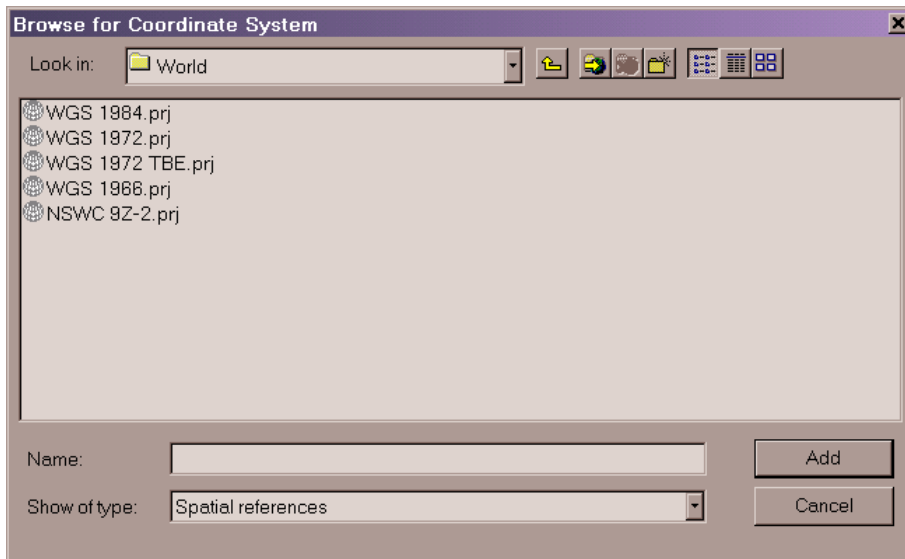 Browse for Coordinate System
Look in: World
WGS 1984.prj
WGS 1972.prj
WGS 1972 TBE.prj
WGS 1966.prj
NSWC 9Z-2.prj
Name: Add
Show of type: Spatial references Cancel